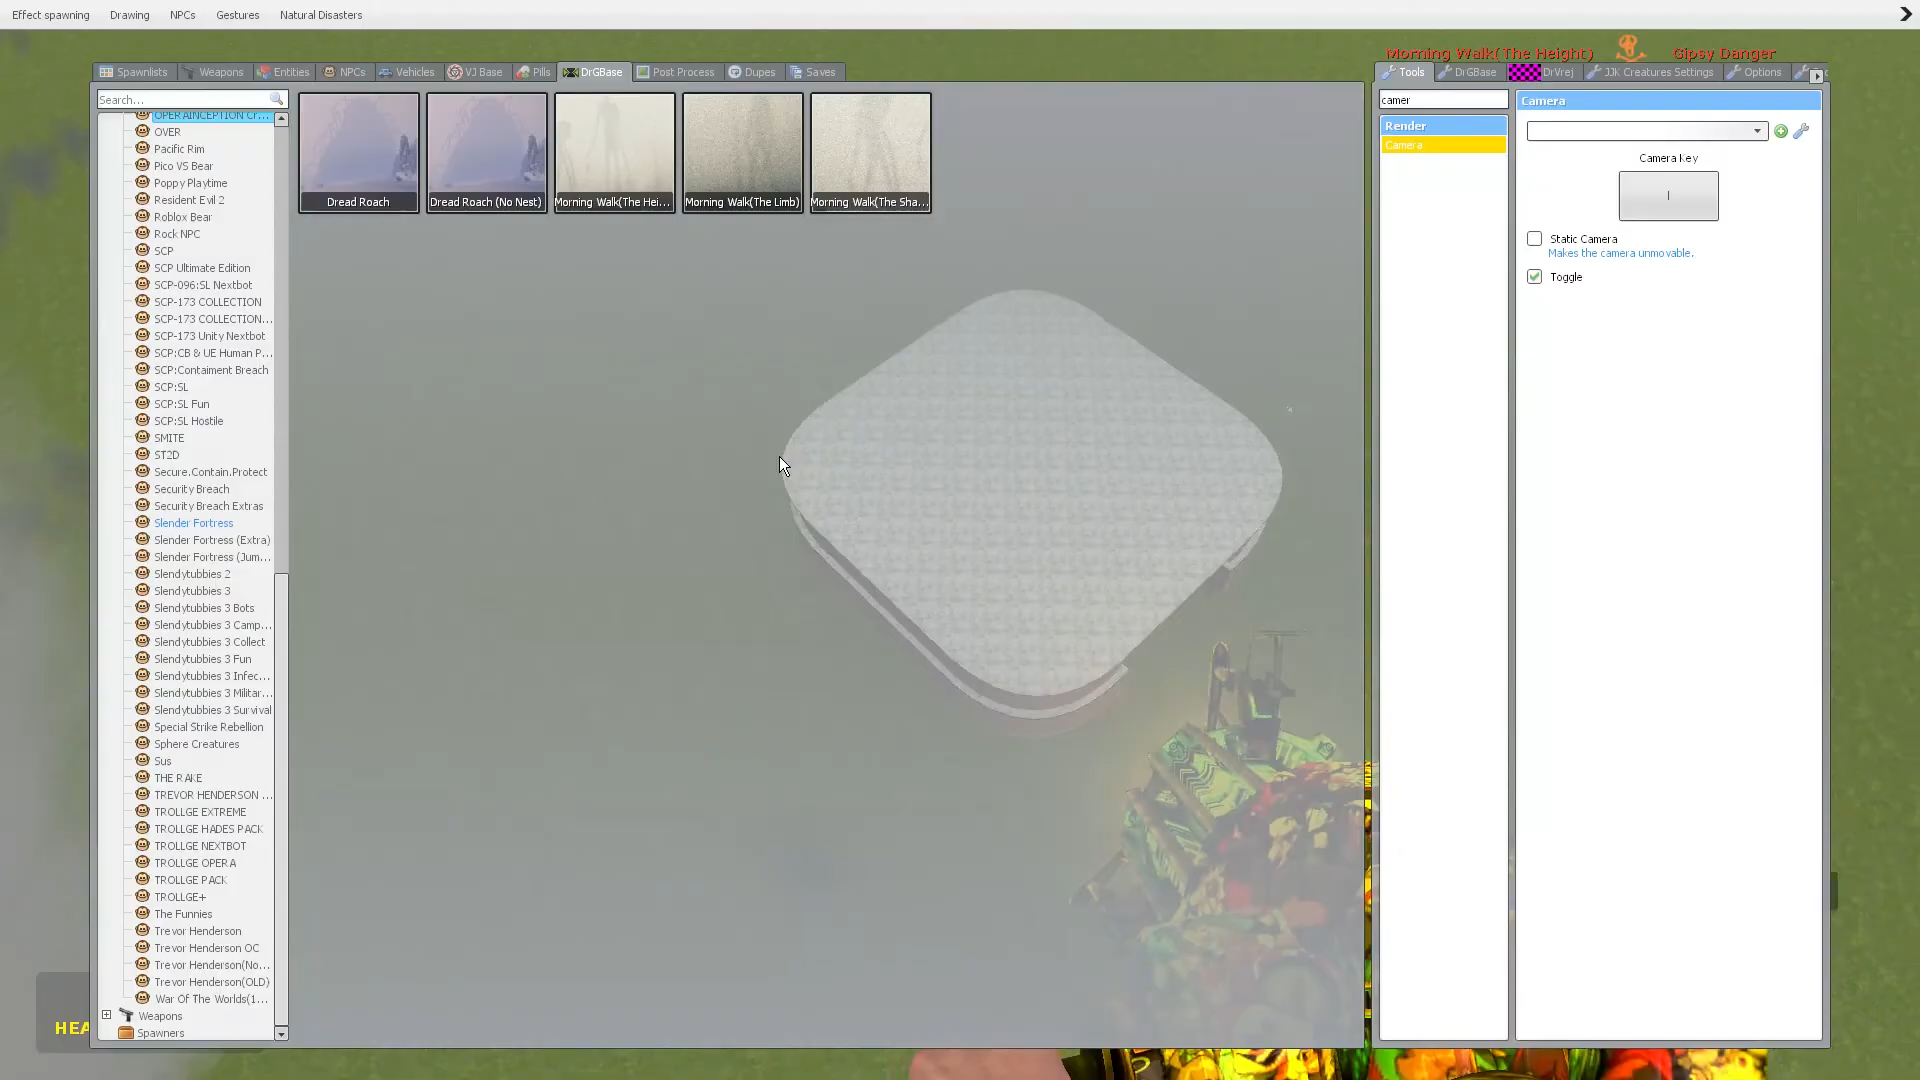 Effect spawning Drawing NPCs Gestures Natural Disasters
Morning Walk(The Height) Gipsy Danger
Spawnlists Weapons Entities NPCs Vehicles VJ Base Pills DrGBase Post Process Dupes Saves
Tools DrGBase DrVrej JJK Creatures Settings Options
Search...
OPERAINCEPTION Cr...
OVER
Pacific Rim
Pico VS Bear
Poppy Playtime
Resident Evil 2
Roblox Bear
Rock NPC
SCP
SCP Ultimate Edition
SCP-096:SL Nextbot
SCP-173 COLLECTION
SCP-173 COLLECTION...
SCP-173 Unity Nextbot
SCP:CB & UE Human P...
SCP:Contaiment Breach
SCP:SL
SCP:SL Fun
SCP:SL Hostile
SMITE
ST2D
Secure.Contain.Protect
Security Breach
Security Breach Extras
Slender Fortress
Slender Fortress (Extra)
Slender Fortress (Jum...
Slendytubbies 2
Slendytubbies 3
Slendytubbies 3 Bots
Slendytubbies 3 Camp...
Slendytubbies 3 Collect
Slendytubbies 3 Fun
Slendytubbies 3 Infec...
Slendytubbies 3 Militar...
Slendytubbies 3 Survival
Special Strike Rebellion
Sphere Creatures
Sus
THE RAKE
TREVOR HENDERSON ...
TROLLGE EXTREME
TROLLGE HADES PACK
TROLLGE NEXTBOT
TROLLGE OPERA
TROLLGE PACK
TROLLGE+
The Funnies
Trevor Henderson
Trevor Henderson OC
Trevor Henderson(No...
Trevor Henderson(OLD)
War Of The Worlds(1...
Weapons
Spawners
Dread Roach
Dread Roach (No Nest)
Morning Walk(The Hei...
Morning Walk(The Limb)
Morning Walk(The Sha...
camer
Render
Camera
Camera
Camera Key
I
Static Camera
Makes the camera unmovable.
Toggle
HEA